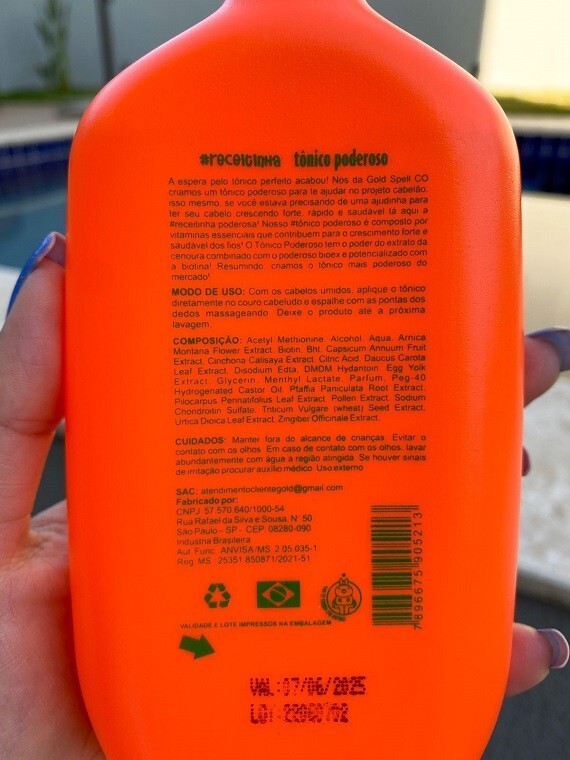 #receitinha tônico poderoso
A espera pelo tônico perfeito acabou! Nós da Gold Spell CO
criamos um tônico poderoso para te ajudar no projeto cabelão,
isso mesmo, se você estava precisando de uma ajudinha para
ter seu cabelo crescendo forte, rápido e saudável tá aqui a
#receitinha poderosa! Nosso #tônico poderoso é composto por
vitaminas essenciais que contribuem para o crescimento forte e
saudável dos fios! O Tônico Poderoso tem o poder do extrato da
cenoura combinado com o poderoso bidex e potencializado com
a biotina! Resumindo, criamos o tônico mais poderoso do
mercado!
MODO DE USO: Com os cabelos umidos, aplique o tônico
diretamente no couro cabeludo e espalhe com as pontas dos
dedos massageando. Deixe o produto ate a próxima
lavagem.
COMPOSIÇÃO: Acetyl Methionine, Alcohol, Aqua, Arnica
Montana Flower Extract, Biotin, Bht, Capsicum Annuum Fruit
Extract, Cinchona Calisaya Extract, Citric Acid, Daucus Carota
Leaf Extract, Disodium Edta, DMDM Hydantoin, Egg Yolk
Extract, Glycerin, Menthyl Lactate, Parfum, Peg-40
Hydrogenated Castor Oil, Pfaffia Paniculata Root Extract,
Pilocarpus Pennatifolius Leaf Extract, Pollen Extract, Sodium
Chondroitin Sulfate, Triticum Vulgare (wheat) Seed Extract,
Urtica Dioica Leaf Extract, Zingiber Officinale Extract.
CUIDADOS: Manter fora do alcance de crianças. Evitar o
contato com os olhos. Em caso de contato com os olhos, lavar
abundantemente com água a região atingida. Se houver sinais
de irritação procurar auxílio médico. Uso externo
SAC: atendimentoclientegold@gmail.com
Fabricado por:
CNPJ 57.570.640/1000-54
Rua Rafael da Silva e Sousa, N° 50
São Paulo - SP - CEP: 08280-090
Industria Brasileira
Aut. Func. ANVISA/MS 2.05.035-1
Reg. MS 25351.850871/2021-51
7 896675 905213
VALIDADE E LOTE IMPRESSOS NA EMBALAGEM
VAL:07/06/2025